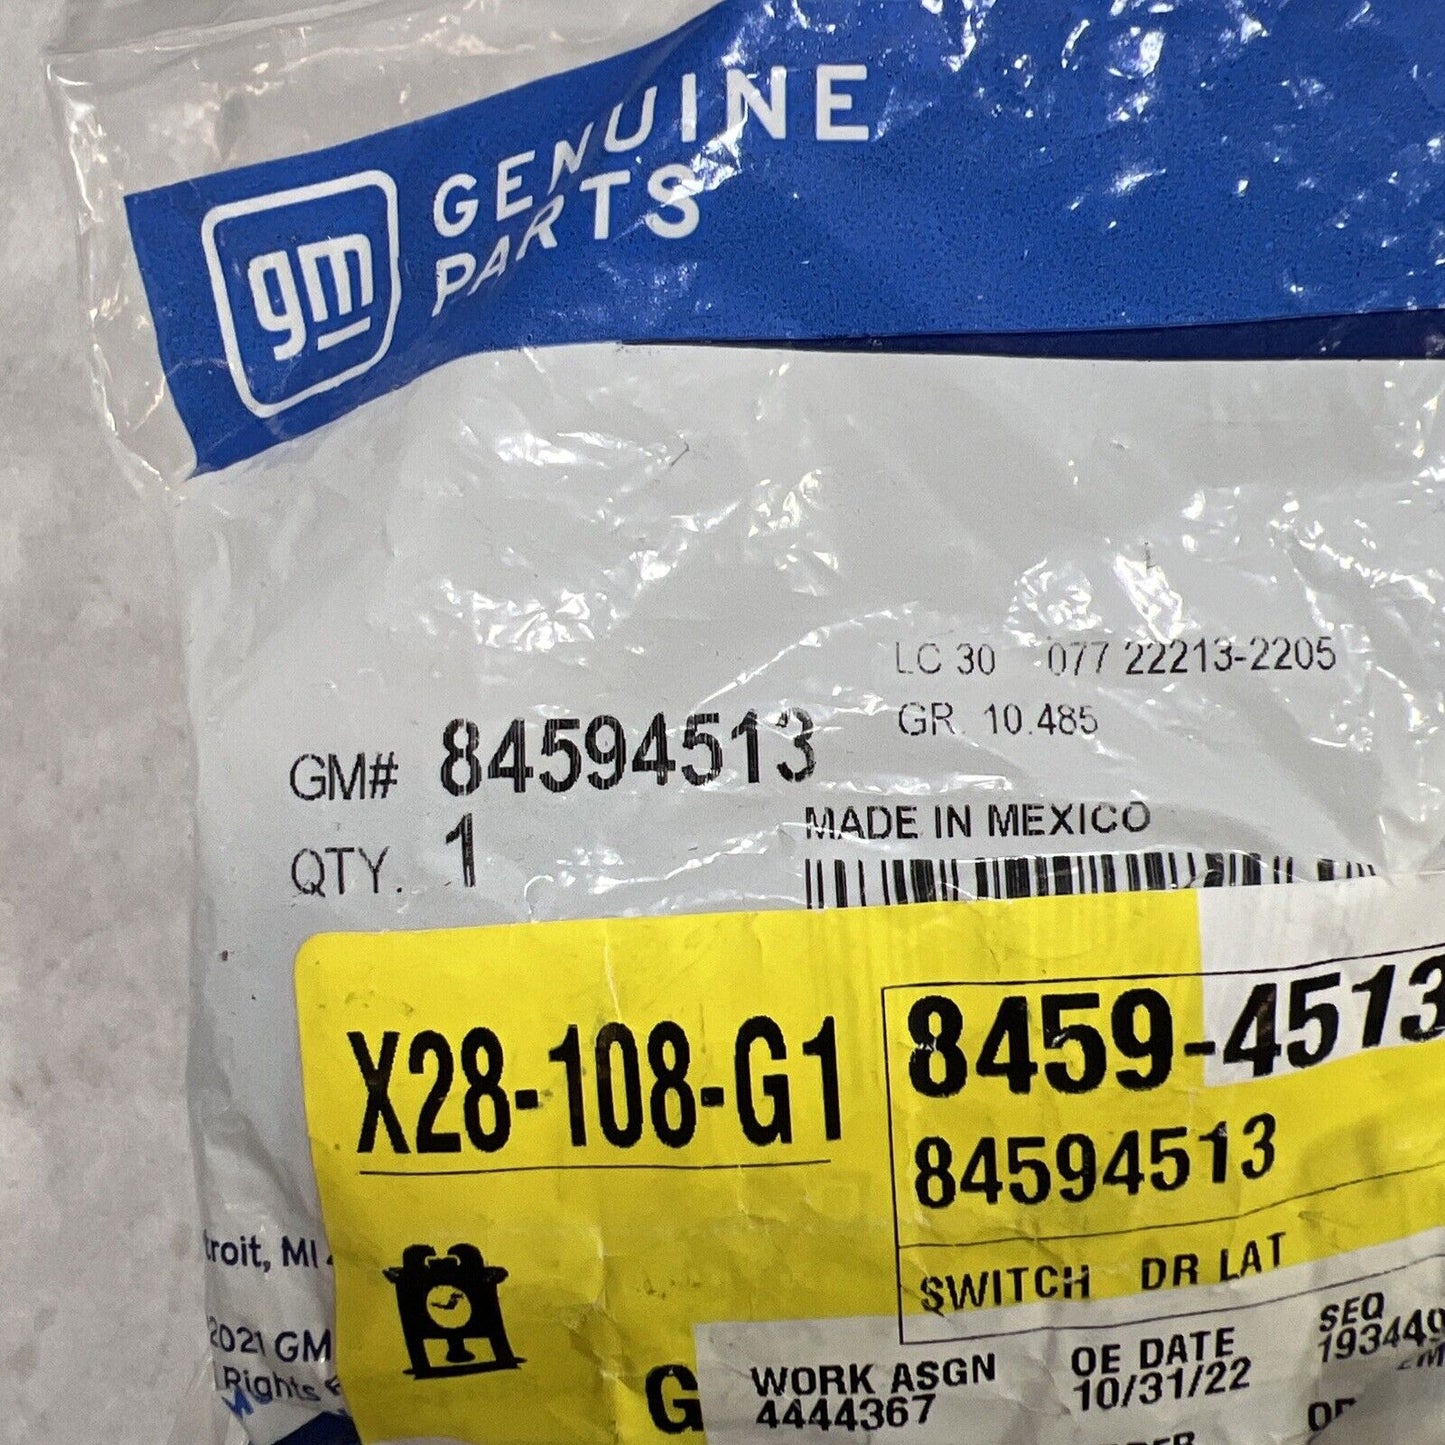 gm
GENUINE
PARTS
LC 30 077 22213-2205
GR. 10.485
GM# 84594513
QTY. 1
MADE IN MEXICO
X28-108-G1
8459-4513
84594513
SWITCH DR LAT
troit, MI
2021 GM
Rights
G
WORK ASGN
4444367
OE DATE
10/31/22
SEQ
193449